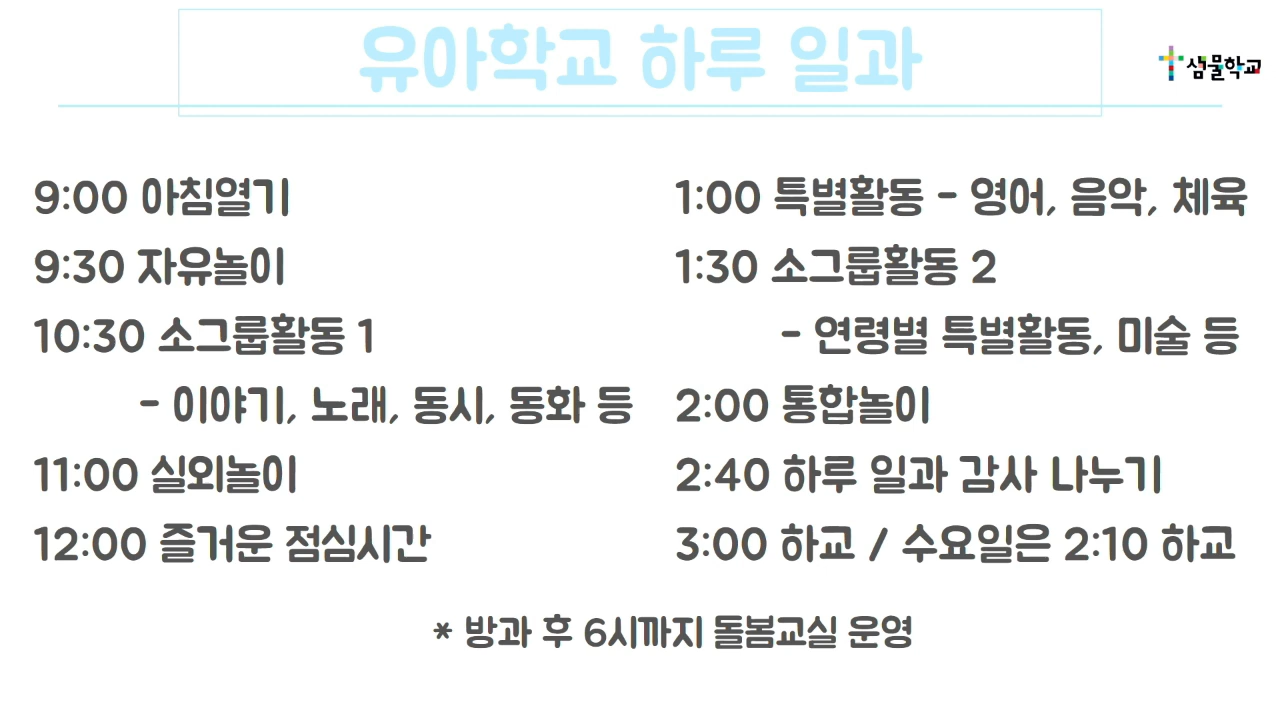 유아학교 하루 일과
샘물학교
9:00 아침열기
9:30 자유놀이
10:30 소그룹활동 1
- 이야기, 노래, 동시, 동화 등
11:00 실외놀이
12:00 즐거운 점심시간
1:00 특별활동 - 영어, 음악, 체육
1:30 소그룹활동 2
- 연령별 특별활동, 미술 등
2:00 통합놀이
2:40 하루 일과 감사 나누기
3:00 하교 / 수요일은 2:10 하교
* 방과 후 6시까지 돌봄교실 운영